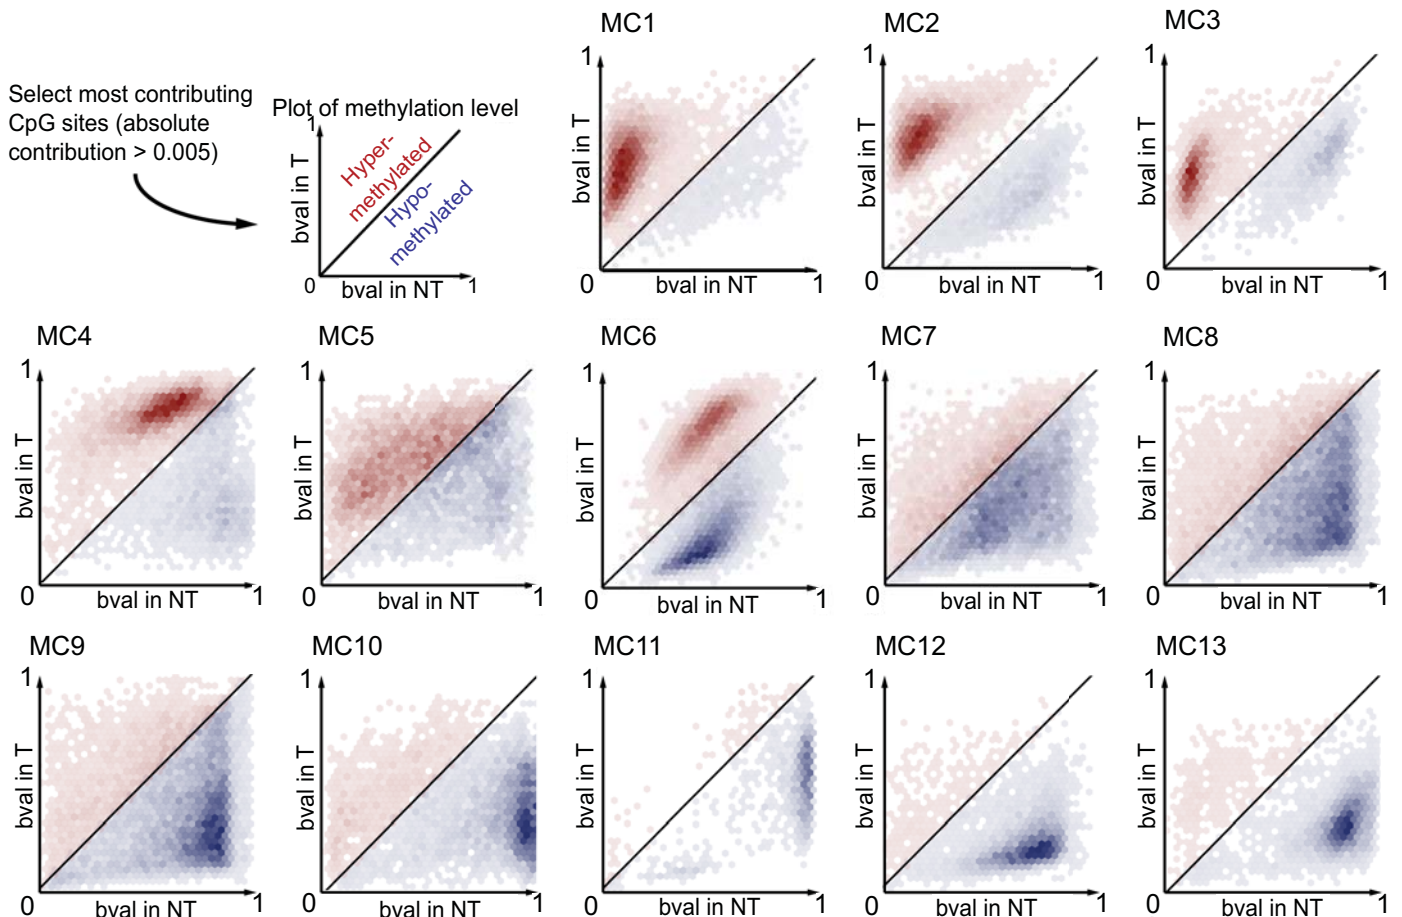 Select most contributing
CpG sites (absolute
contribution > 0.005)
Plot of methylation level
1
bval in T
Hyper-
methylated
Hypo-
methylated
0
bval in NT
1
MC1
1
bval in T
0
bval in NT
1
MC2
1
bval in T
0
bval in NT
1
MC3
1
bval in T
0
bval in NT
1
MC4
1
bval in T
0
bval in NT
1
MC5
1
bval in T
0
bval in NT
1
MC6
1
bval in T
0
bval in NT
1
MC7
1
bval in T
0
bval in NT
1
MC8
1
bval in T
0
bval in NT
1
MC9
1
bval in T
0
bval in NT
1
MC10
1
bval in T
0
bval in NT
1
MC11
1
bval in T
0
bval in NT
1
MC12
1
bval in T
0
bval in NT
1
MC13
1
bval in T
0
bval in NT
1